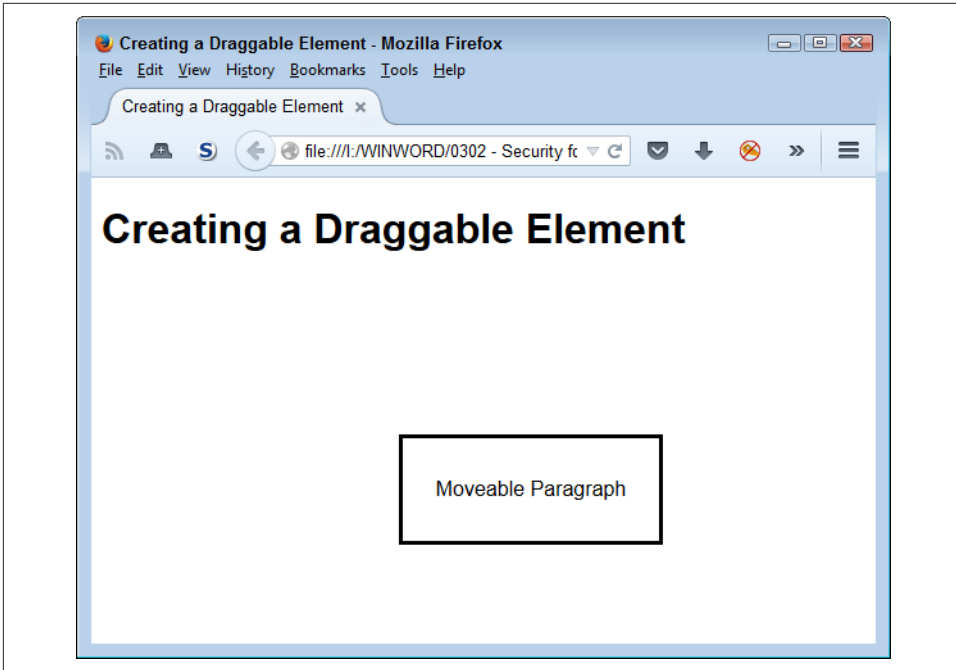 Creating a Draggable Element - Mozilla Firefox
File Edit View History Bookmarks Tools Help
Creating a Draggable Element ×
S file:///I:/WINWORD/0302 - Security fc »
Creating a Draggable Element
Moveable Paragraph